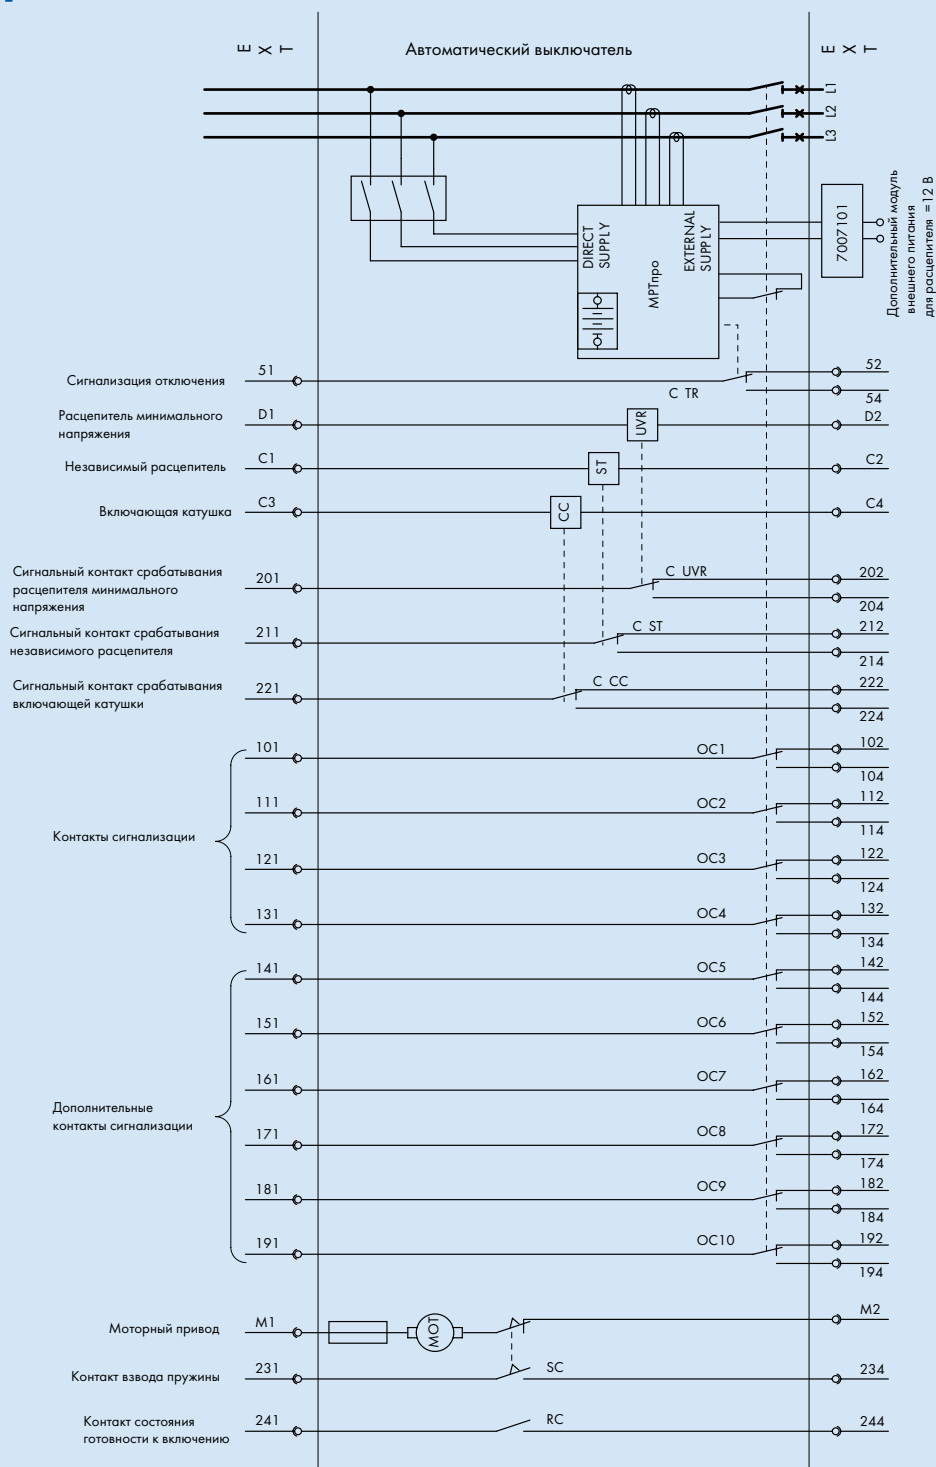 Е Х Т
Автоматический выключатель
Е Х Т
L1
L2
L3
DIRECT
SUPPLY
МРТпро
EXTERNAL
SUPPLY
7007101
Дополнительный модуль
внешнего питания
для расцепителя =12 В
Сигнализация отключения
51
C TR
52
54
Расцепитель минимального
напряжения
D1
UVR
D2
Независимый расцепитель
C1
ST
C2
Включающая катушка
C3
CC
C4
Сигнальный контакт срабатывания
расцепителя минимального
напряжения
201
C UVR
202
204
Сигнальный контакт срабатывания
независимого расцепителя
211
C ST
212
214
Сигнальный контакт срабатывания
включающей катушки
221
C CC
222
224
Контакты сигнализации
101
OC1
102
104
111
OC2
112
114
121
OC3
122
124
131
OC4
132
134
Дополнительные
контакты сигнализации
141
OC5
142
144
151
OC6
152
154
161
OC7
162
164
171
OC8
172
174
181
OC9
182
184
191
OC10
192
194
Моторный привод
M1
MOT
M2
Контакт взвода пружины
231
SC
234
Контакт состояния
готовности к включению
241
RC
244